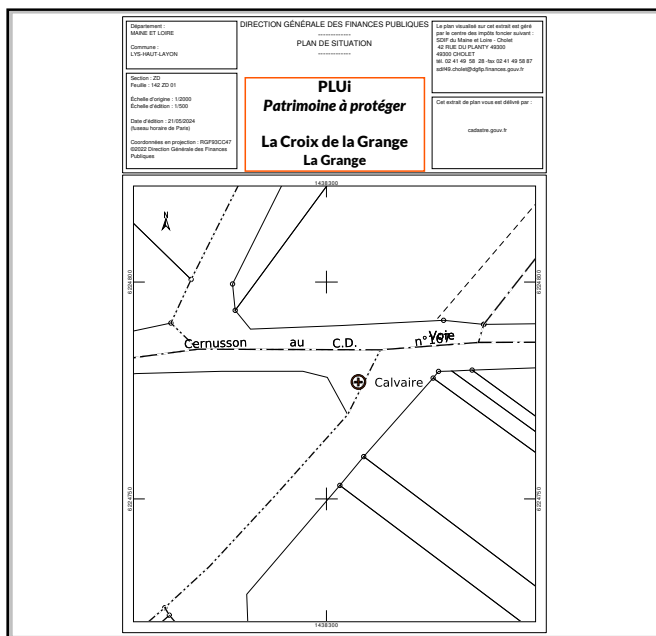 Département :
MAINE ET LOIRE
Commune :
LYS-HAUT-LAYON
Section : ZD
Feuille : 142 ZD 01
Échelle d'origine : 1/2000
Échelle d'édition : 1/500
Date d'édition : 21/05/2024
(fuseau horaire de Paris)
Coordonnées en projection : RGF93CC47
©2022 Direction Générale des Finances
Publiques
DIRECTION GÉNÉRALE DES FINANCES PUBLIQUES
-------------
PLAN DE SITUATION
-------------
PLUi
Patrimoine à protéger
La Croix de la Grange
La Grange
Le plan visualisé sur cet extrait est géré
par le centre des impôts foncier suivant :
SDIF du Maine et Loire - Cholet
42 RUE DU PLANTY 49300
49300 CHOLET
tél. 02 41 49 58 28 -fax 02 41 49 58 87
sdif49.cholet@dgfip.finances.gouv.fr
Cet extrait de plan vous est délivré par :
cadastre.gouv.fr
1438300
N
6224800
6224800
Cernusson au C.D. n°167
Voie
Calvaire
6224750
6224750
1438300